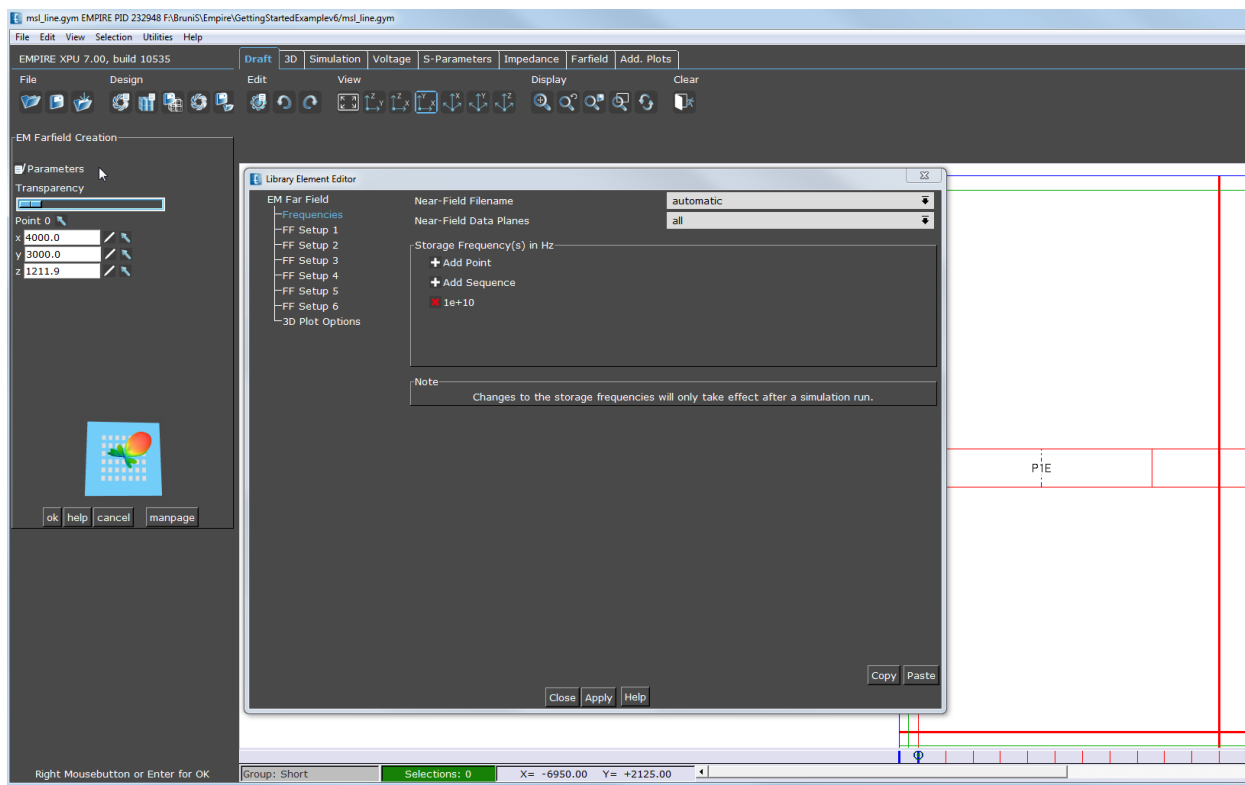 msl_line.gym EMPIRE PID 232948 F:\BruniS\Empire\GettingStartedExamplev6/msl_line.gym
File Edit View Selection Utilities Help
EMPIRE XPU 7.00, build 10535
Draft 3D Simulation Voltage S-Parameters Impedance Farfield Add. Plots
File Design Edit View Display Clear
Z Y Z X Y X X Y Z
EM Farfield Creation
Parameters
Transparency
Point 0
x 4000.0
y 3000.0
z 1211.9
ok help cancel manpage
Right Mousebutton or Enter for OK
Library Element Editor
EM Far Field
Frequencies
FF Setup 1
FF Setup 2
FF Setup 3
FF Setup 4
FF Setup 5
FF Setup 6
3D Plot Options
Near-Field Filename automatic
Near-Field Data Planes all
Storage Frequency(s) in Hz
Add Point
Add Sequence
1e+10
Note
Changes to the storage frequencies will only take effect after a simulation run.
Copy Paste
Close Apply Help
P1E
Group: Short Selections: 0 X= -6950.00 Y= +2125.00